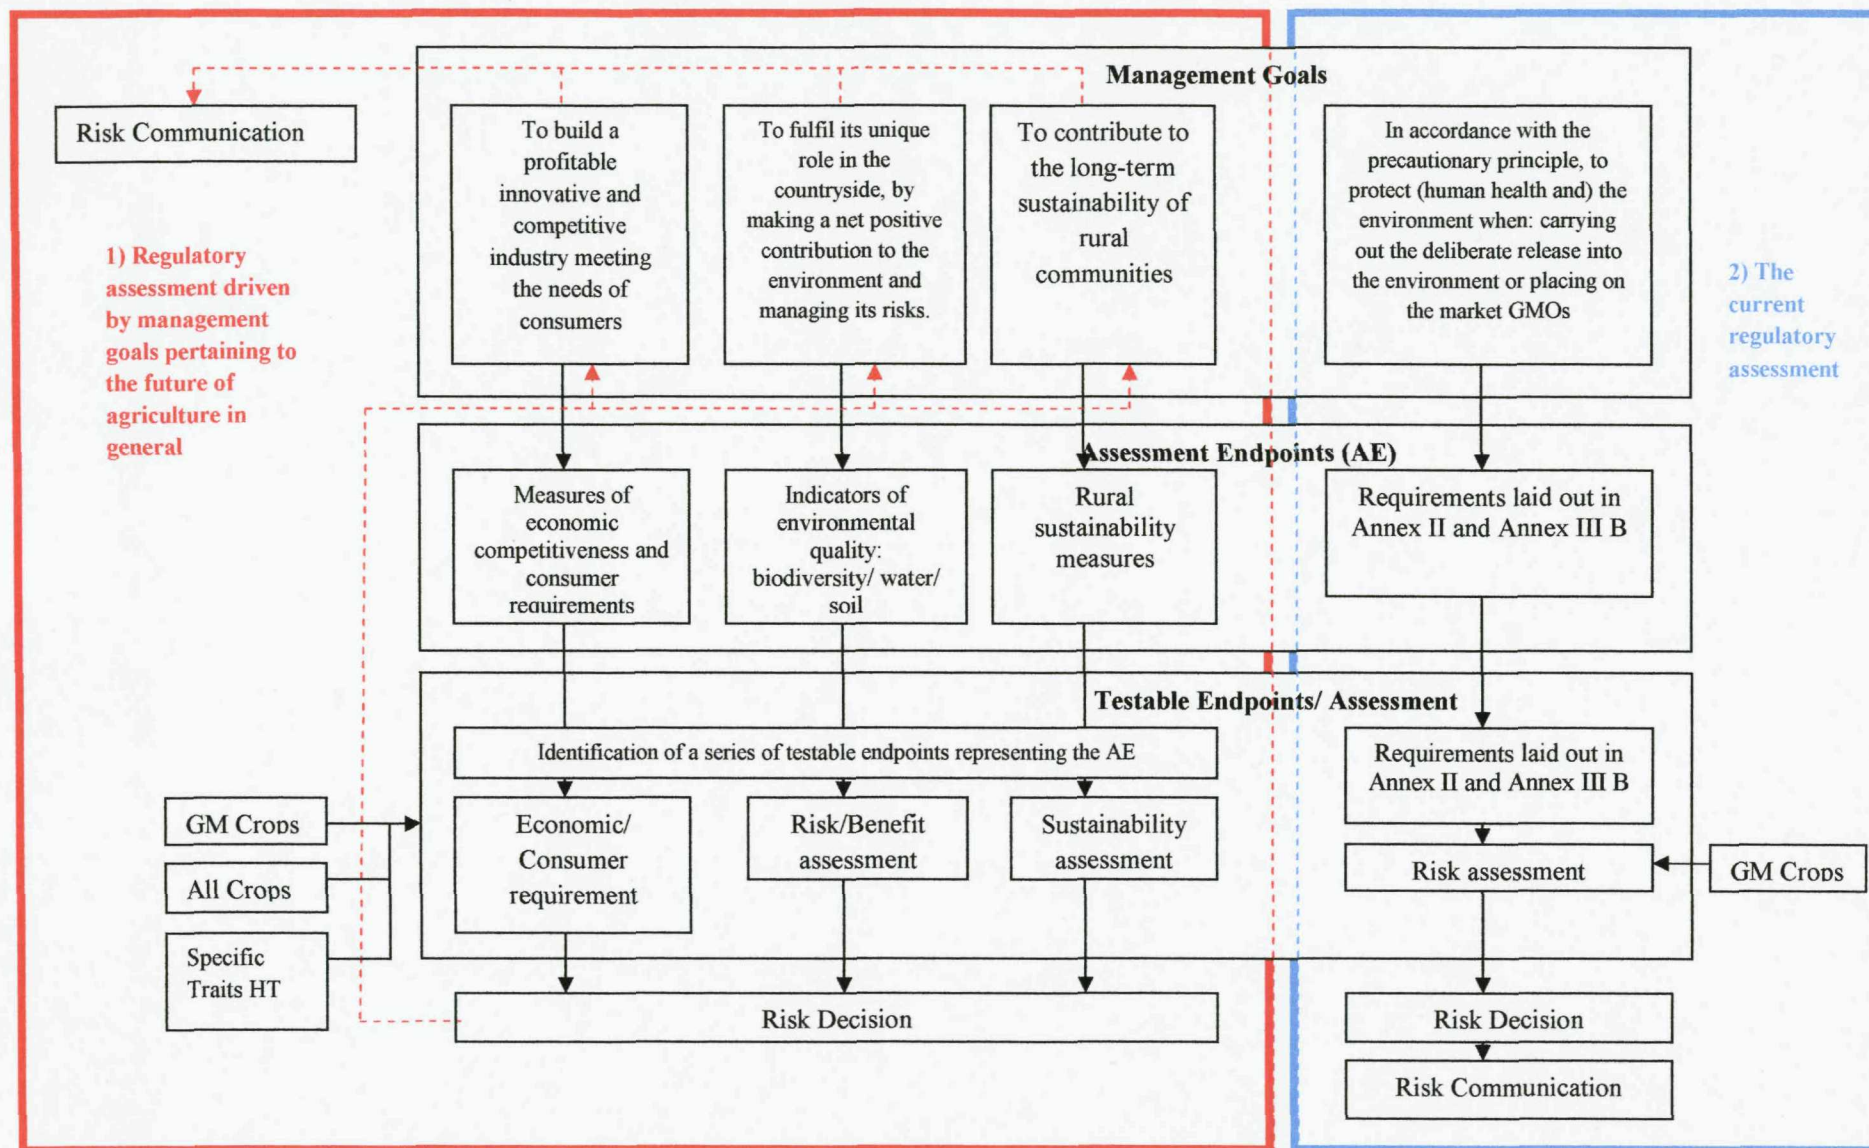 Management Goals
Risk Communication
To build a
profitable
innovative and
competitive
industry meeting
the needs of
consumers
To fulfil its unique
role in the
countryside, by
making a net positive
contribution to the
environment and
managing its risks.
To contribute to
the long-term
sustainability of
rural
communities
In accordance with the
precautionary principle, to
protect (human health and) the
environment when: carrying
out the deliberate release into
the environment or placing on
the market GMOs
1) Regulatory
assessment driven
by management
goals pertaining to
the future of
agriculture in
general
2) The
current
regulatory
assessment
Assessment Endpoints (AE)
Measures of
economic
competitiveness and
consumer
requirements
Indicators of
environmental
quality:
biodiversity/ water/
soil
Rural
sustainability
measures
Requirements laid out in
Annex II and Annex III B
Testable Endpoints/ Assessment
Identification of a series of testable endpoints representing the AE
Requirements laid out in
Annex II and Annex III B
GM Crops
All Crops
Specific
Traits HT
Economic/
Consumer
requirement
Risk/Benefit
assessment
Sustainability
assessment
Risk assessment
GM Crops
Risk Decision
Risk Decision
Risk Communication